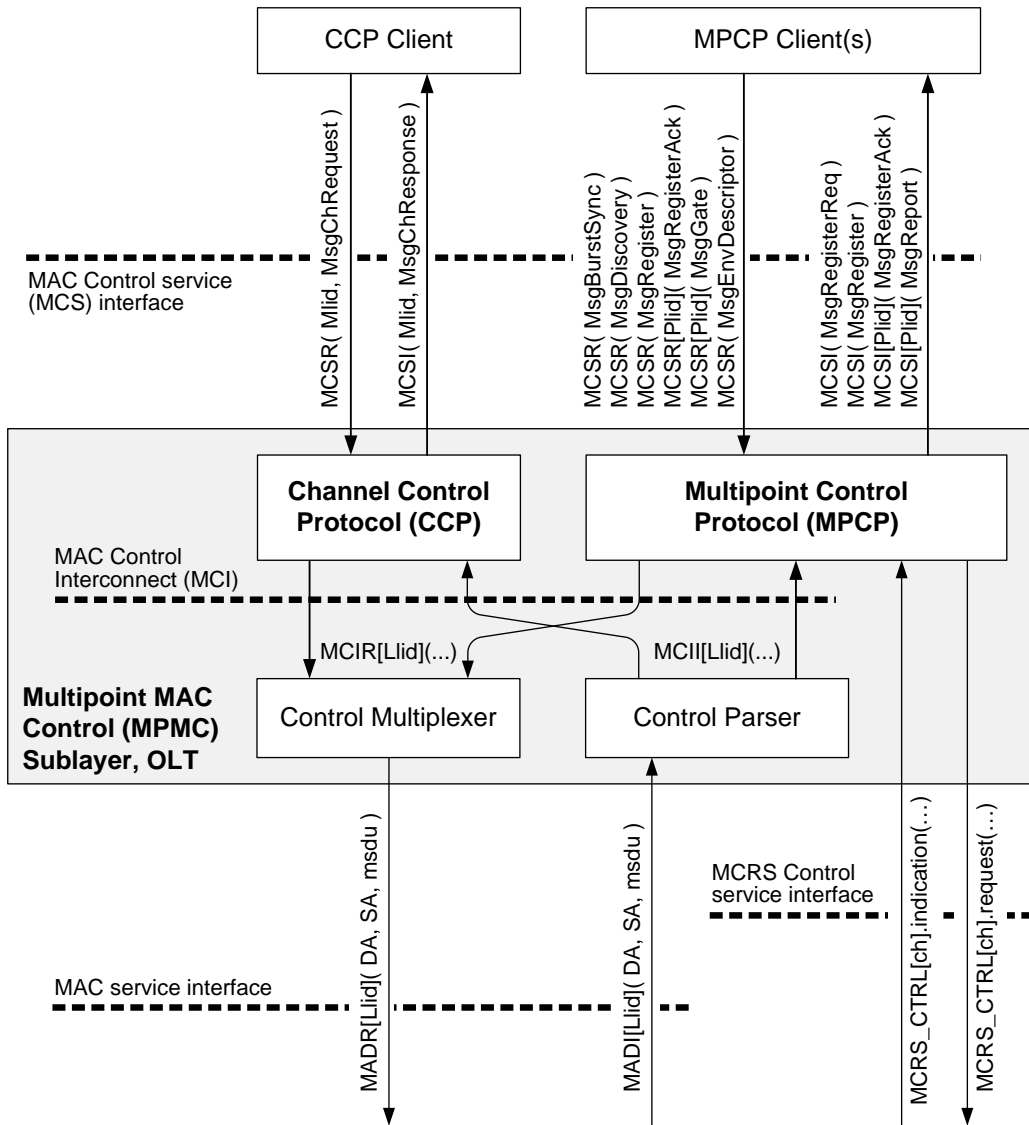 CCP Client
MPCP Client(s)
MCSR( Mlid, MsgChRequest )
MCSI( Mlid, MsgChResponse )
MCSR( MsgBurstSync )
MCSR( MsgDiscovery )
MCSR( MsgRegister )
MCSR[Plid]( MsgRegisterAck )
MCSR[Plid]( MsgGate )
MCSR( MsgEnvDescriptor )
MCSI( MsgRegisterReq )
MCSI( MsgRegister )
MCSI[Plid]( MsgRegisterAck )
MCSI[Plid]( MsgReport )
MAC Control service
(MCS) interface
Channel Control
Protocol (CCP)
Multipoint Control
Protocol (MPCP)
MAC Control
Interconnect (MCI)
MCIR[Llid](...)
MCII[Llid](...)
Multipoint MAC
Control (MPMC)
Sublayer, OLT
Control Multiplexer
Control Parser
MADR[Llid]( DA, SA, msdu )
MADI[Llid]( DA, SA, msdu )
MCRS Control
service interface
MCRS_CTRL[ch].indication(…)
MCRS_CTRL[ch].request(…)
MAC service interface